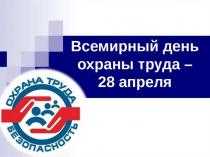 Всемирный день
охраны труда –
28 апреля
ОХРАНА ТРУДА
БЕЗОПАСНОСТЬ